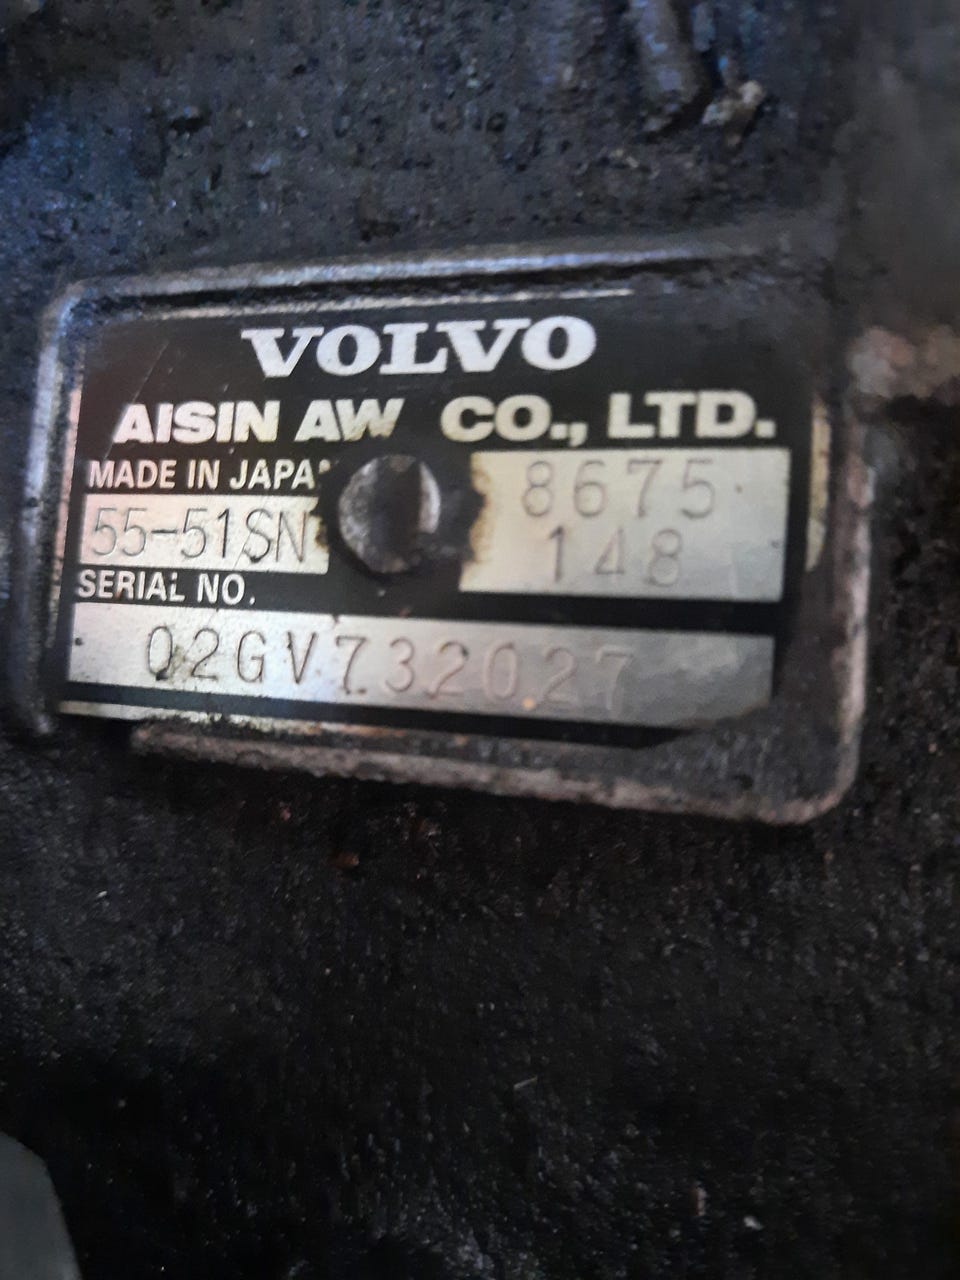 VOLVO
AISIN AW CO., LTD.
MADE IN JAPAN
8675
55-51SN
148
SERIAL NO.
02GV732027